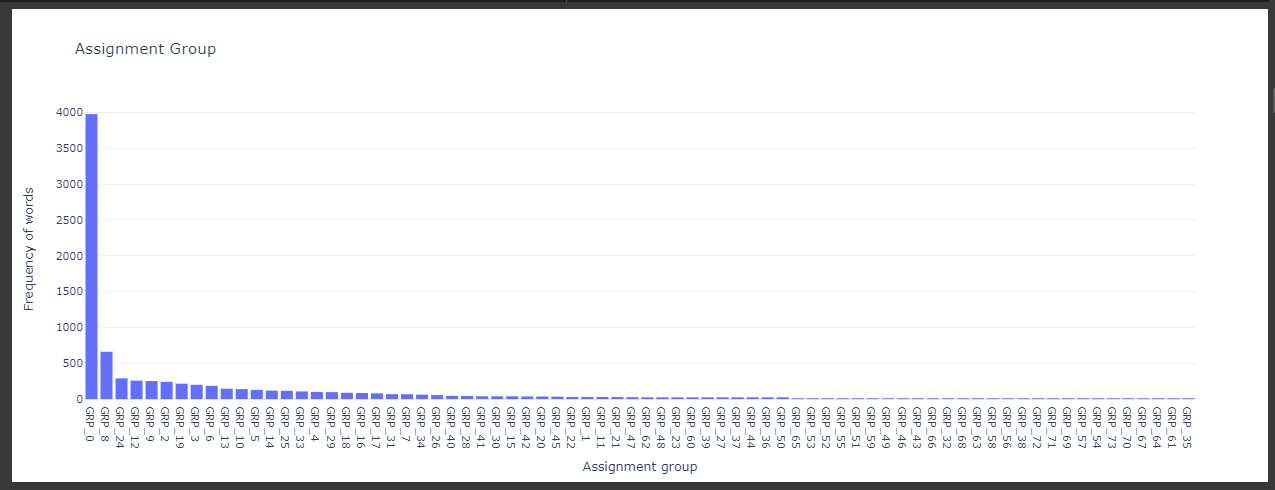 Assignment Group
4000
3500
3000
2500
2000
1500
1000
500
0
Frequency of words
GRP_0
GRP_8
GRP_24
GRP_12
GRP_9
GRP_2
GRP_19
GRP_3
GRP_6
GRP_13
GRP_10
GRP_5
GRP_14
GRP_25
GRP_33
GRP_4
GRP_29
GRP_18
GRP_16
GRP_17
GRP_31
GRP_7
GRP_34
GRP_26
GRP_40
GRP_28
GRP_41
GRP_30
GRP_15
GRP_42
GRP_20
GRP_45
GRP_22
GRP_1
GRP_11
GRP_21
GRP_47
GRP_62
GRP_48
GRP_23
GRP_60
GRP_39
GRP_27
GRP_37
GRP_44
GRP_36
GRP_50
GRP_65
GRP_53
GRP_52
GRP_55
GRP_51
GRP_59
GRP_49
GRP_46
GRP_43
GRP_66
GRP_32
GRP_68
GRP_63
GRP_58
GRP_56
GRP_38
GRP_72
GRP_71
GRP_69
GRP_57
GRP_54
GRP_73
GRP_70
GRP_67
GRP_64
GRP_61
GRP_35
Assignment group